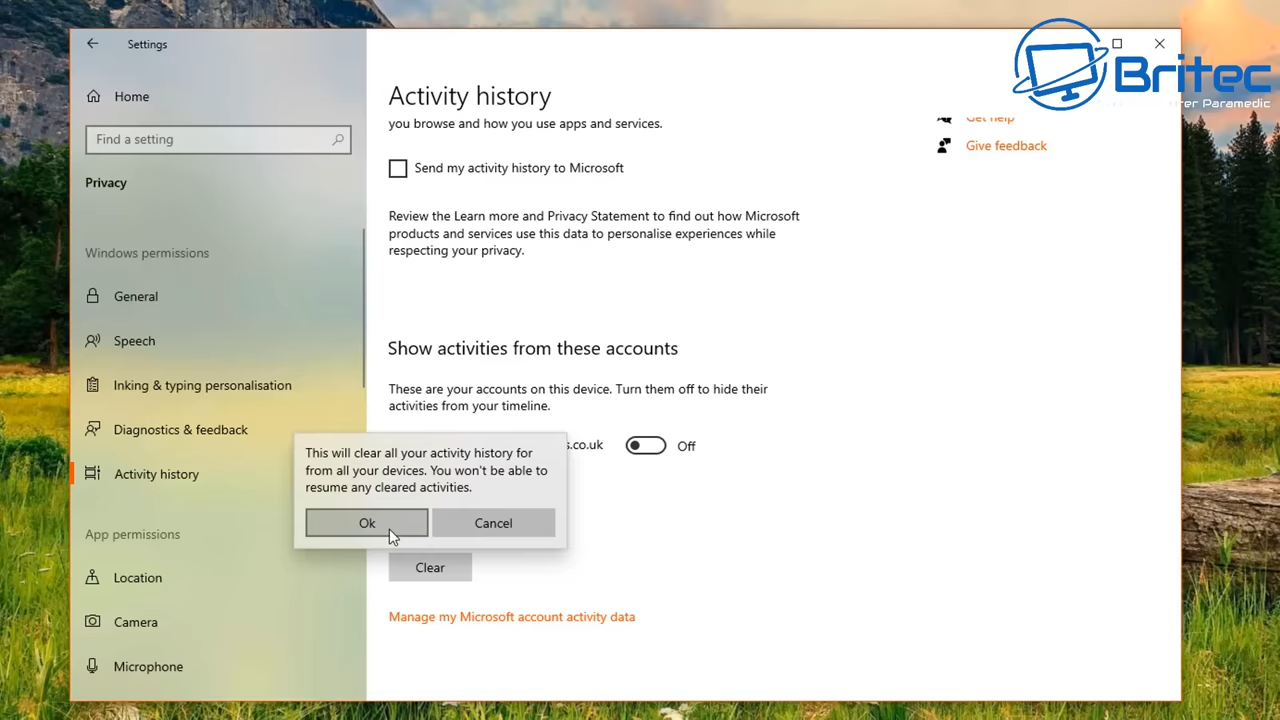 Settings
Britec
Home
Activity history
you browse and how you use apps and services.
Get help
Find a setting
Give feedback
Send my activity history to Microsoft
Privacy
Review the Learn more and Privacy Statement to find out how Microsoft
products and services use this data to personalise experiences while
respecting your privacy.
Windows permissions
General
Speech
Show activities from these accounts
Inking & typing personalisation
These are your accounts on this device. Turn them off to hide their
activities from your timeline.
Diagnostics & feedback
s.co.uk
Off
This will clear all your activity history for
from all your devices. You won't be able to
resume any cleared activities.
Activity history
Ok
Cancel
App permissions
Clear
Location
Manage my Microsoft account activity data
Camera
Microphone